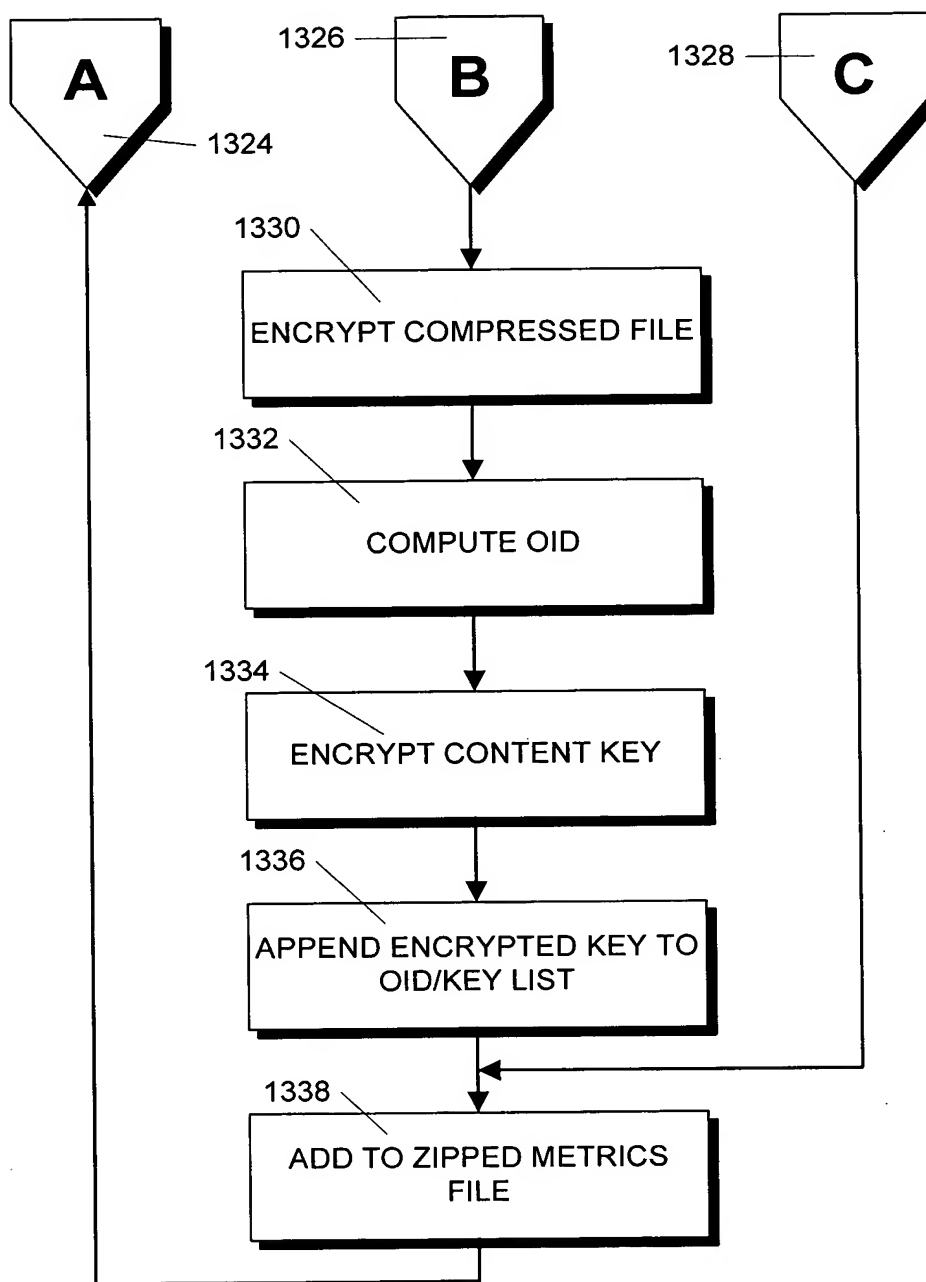 A
1324
1326
B
1328
C
1330
ENCRYPT COMPRESSED FILE
1332
COMPUTE OID
1334
ENCRYPT CONTENT KEY
1336
APPEND ENCRYPTED KEY TO
OID/KEY LIST
1338
ADD TO ZIPPED METRICS
FILE